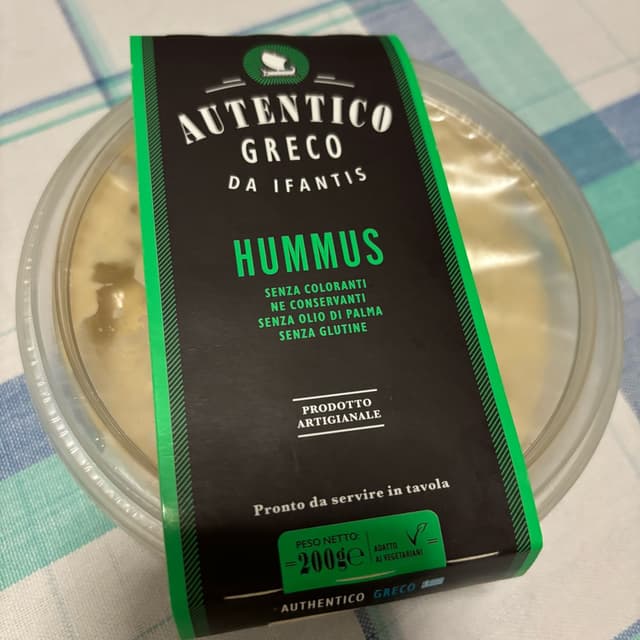 AUTENTICO
GRECO
DA IFANTIS
HUMMUS
SENZA COLORANTI
NE CONSERVANTI
SENZA OLIO DI PALMA
SENZA GLUTINE
PRODOTTO
ARTIGIANALE
Pronto da servire in tavola
PESO NETTO:
200g℮
ADATTO
AI VEGETARIANI
AUTHENTICO GRECO